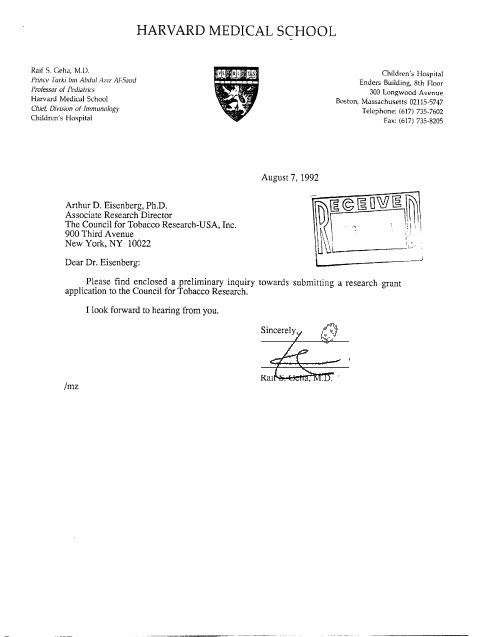 HARVARD MEDICAL SCHOOL
Raif S. Geha, M.D.
Prince Turki bin Abdul Aziz Al-Saud
Professor of Pediatrics
Harvard Medical School
Chief, Division of Immunology
Children's Hospital
Children's Hospital
Enders Building, 8th Floor
300 Longwood Avenue
Boston, Massachusetts 02115-5747
Telephone: (617) 735-7602
Fax: (617) 735-8205
August 7, 1992
RECEIVED
Arthur D. Eisenberg, Ph.D.
Associate Research Director
The Council for Tobacco Research-USA, Inc.
900 Third Avenue
New York, NY 10022
Dear Dr. Eisenberg:
Please find enclosed a preliminary inquiry towards submitting a research grant
application to the Council for Tobacco Research.
I look forward to hearing from you.
Sincerely,
Raif S. Geha, M.D.
/mz